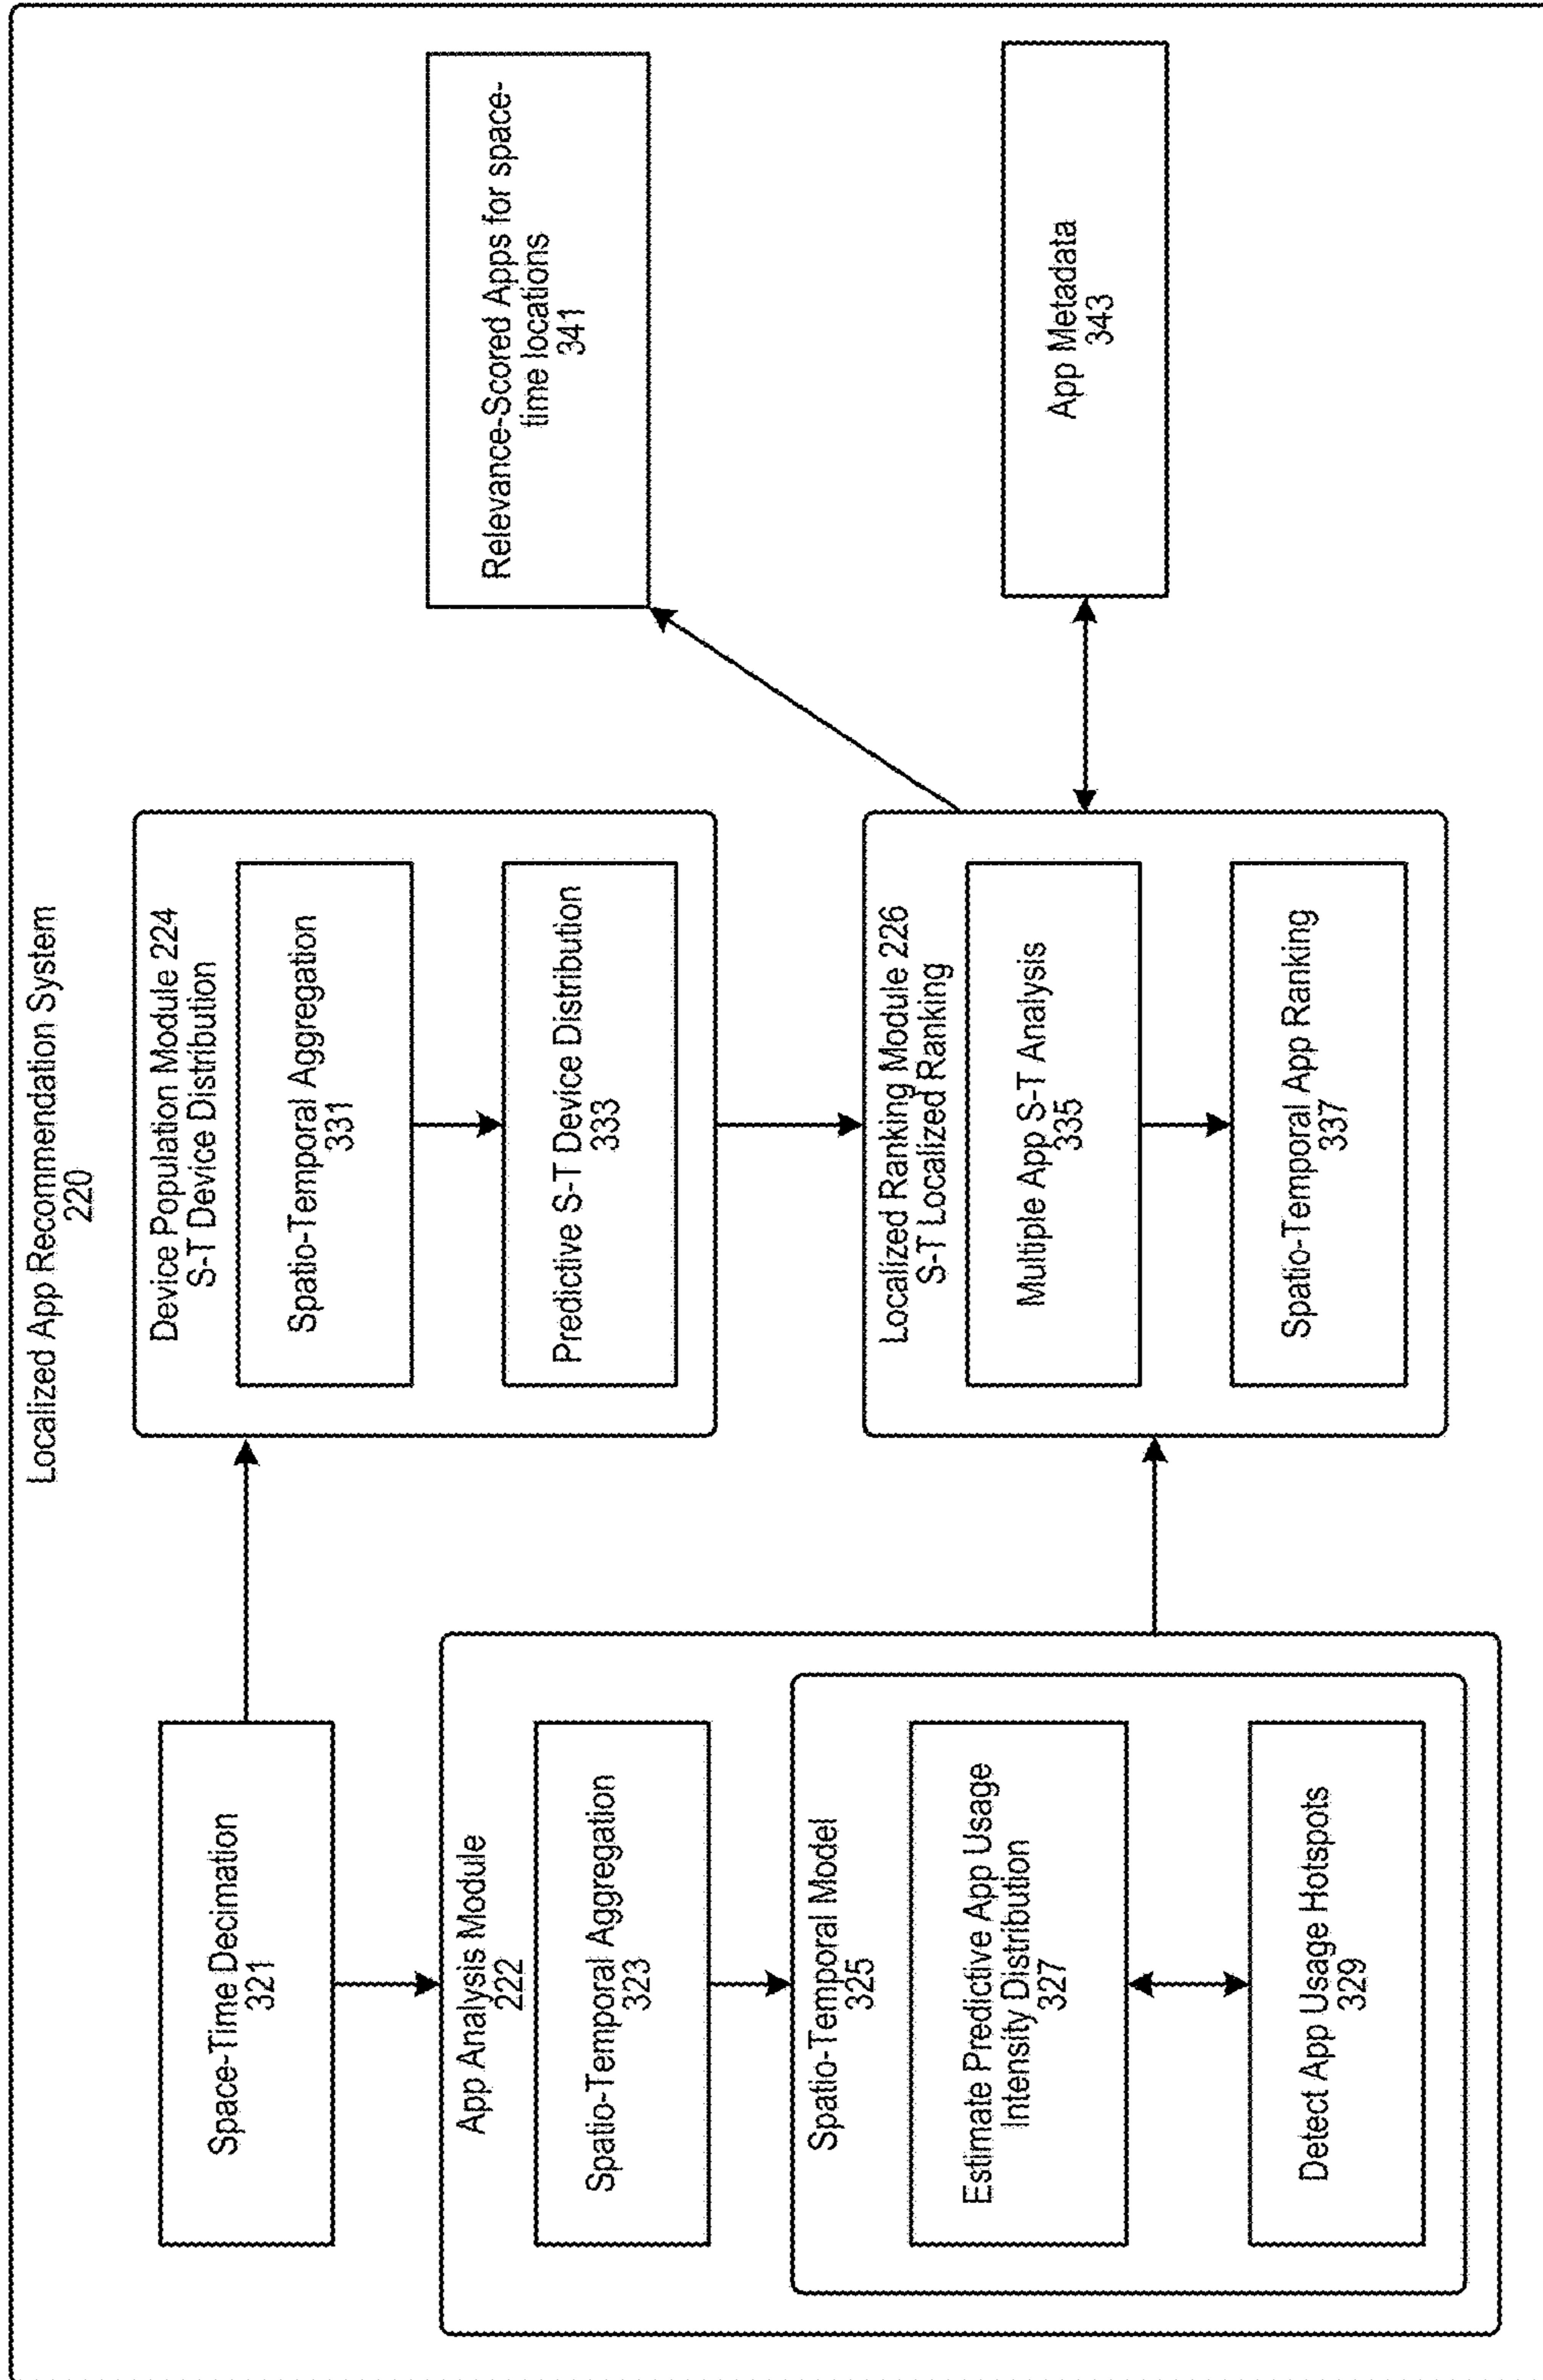 Localized App Recommendation System
220
Space-Time Decimation
321
App Analysis Module
222
Spatio-Temporal Aggregation
323
Spatio-Temporal Model
325
Estimate Predictive App Usage
Intensity Distribution
327
Detect App Usage Hotspots
329
Device Population Module 224
S-T Device Distribution
Spatio-Temporal Aggregation
331
Predictive S-T Device Distribution
333
Localized Ranking Module 226
S-T Localized Ranking
Multiple App S-T Analysis
335
Spatio-Temporal App Ranking
337
Relevance-Scored Apps for space-
time locations
341
App Metadata
343